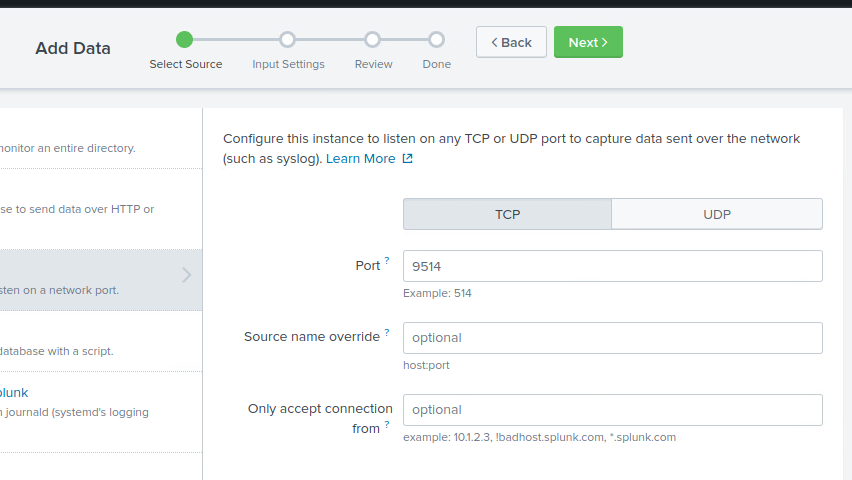 Add Data
Select Source
Input Settings
Review
Done
Back
Next
monitor an entire directory.
se to send data over HTTP or
sten on a network port.
database with a script.
plunk
n journald (systemd's logging
Configure this instance to listen on any TCP or UDP port to capture data sent over the network
(such as syslog). Learn More
TCP
UDP
Port ?
9514
Example: 514
Source name override ?
optional
host:port
Only accept connection
from ?
optional
example: 10.1.2.3, !badhost.splunk.com, *.splunk.com